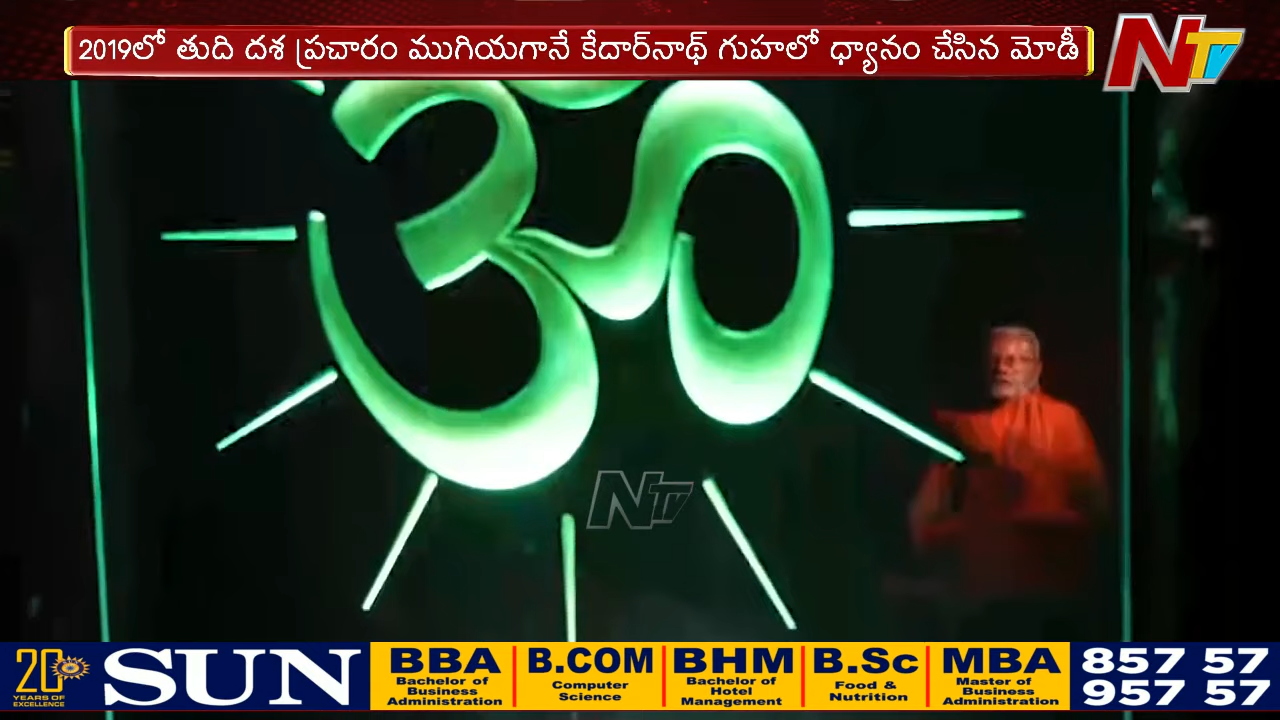 2019లో తుది దశ ప్రచారం ముగియగానే కేదార్‌నాథ్ గుహలో ధ్యానం చేసిన మోడీ
NTV
ॐ
NTV
20
YEARS OF
EXCELLENCE
SUN
BBA
Bachelor of
Business
Administration
B.COM
Computer
Science
BHM
Bachelor of
Hotel
Management
B.Sc
Food &
Nutrition
MBA
Master of
Business
Administration
857 57
957 57